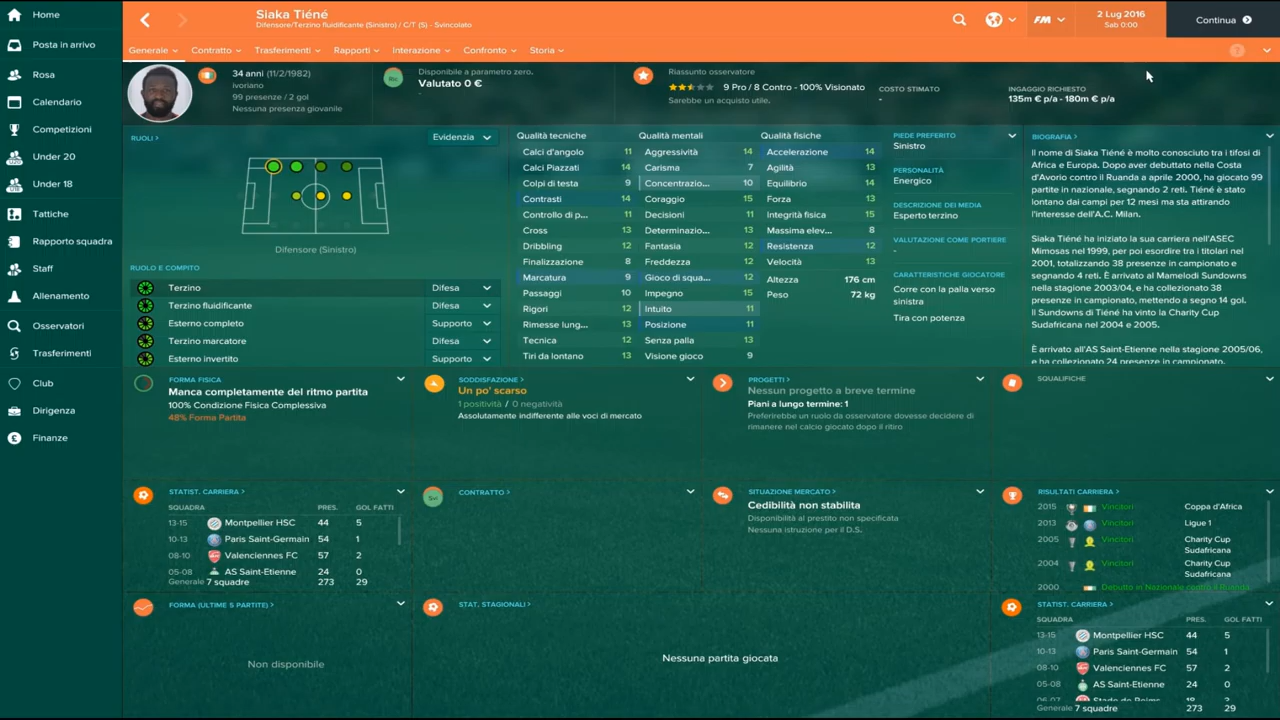 Home
Posta in arrivo
Rosa
Calendario
Competizioni
Under 20
Under 18
Tattiche
Rapporto squadra
Staff
Allenamento
Osservatori
Trasferimenti
Club
Dirigenza
Finanze
Siaka Tiéné
Difensore/Terzino fluidificante (Sinistro) / C/T (S) - Svincolato
FM
2 Lug 2016
Sab 0:00
Continua
Generale
Contratto
Trasferimenti
Rapporti
Interazione
Confronto
Storia
34 anni (11/2/1982)
ivoriano
99 presenze / 2 gol
Nessuna presenza giovanile
Disponibile a parametro zero.
Valutato 0 €
-
Riassunto osservatore
9 Pro / 8 Contro - 100% Visionato
Sarebbe un acquisto utile.
COSTO STIMATO
-
INGAGGIO RICHIESTO
135m € p/a - 180m € p/a
RUOLI >
Evidenzia
Difensore (Sinistro)
RUOLO E COMPITO
Terzino Difesa
Terzino fluidificante Difesa
Esterno completo Supporto
Terzino marcatore Difesa
Esterno invertito Supporto
Qualità tecniche
Calci d'angolo 11
Calci Piazzati 14
Colpi di testa 9
Contrasti 14
Controllo di p... 11
Cross 13
Dribbling 12
Finalizzazione 8
Marcatura 9
Passaggi 10
Rigori 12
Rimesse lung... 13
Tecnica 12
Tiri da lontano 13
Qualità mentali
Aggressività 14
Carisma 7
Concentrazio... 10
Coraggio 15
Decisioni 11
Determinazio... 13
Fantasia 12
Freddezza 12
Gioco di squa... 12
Impegno 15
Intuito 11
Posizione 11
Senza palla 13
Visione gioco 9
Qualità fisiche
Accelerazione 14
Agilità 13
Equilibrio 14
Forza 13
Integrità fisica 15
Massima elev... 8
Resistenza 12
Velocità 13
Altezza 176 cm
Peso 72 kg
PIEDE PREFERITO
Sinistro
PERSONALITÀ
Energico
DESCRIZIONE DEI MEDIA
Esperto terzino
VALUTAZIONE COME PORTIERE
-
CARATTERISTICHE GIOCATORE
Corre con la palla verso
sinistra
Tira con potenza
BIOGRAFIA >
Il nome di Siaka Tiéné è molto conosciuto tra i tifosi di
Africa e Europa. Dopo aver debuttato nella Costa
d'Avorio contro il Ruanda a aprile 2000, ha giocato 99
partite in nazionale, segnando 2 reti. Tiéné è stato
lontano dai campi per 12 mesi ma sta attirando
l'interesse dell'A.C. Milan.
Siaka Tiéné ha iniziato la sua carriera nell'ASEC
Mimosas nel 1999, per poi esordire tra i titolari nel
2001, totalizzando 38 presenze in campionato e
segnando 4 reti. È arrivato al Mamelodi Sundowns
nella stagione 2003/04, e ha collezionato 38
presenze in campionato, mettendo a segno 14 gol.
Il Sundowns di Tiéné ha vinto la Charity Cup
Sudafricana nel 2004 e 2005.
È arrivato all'AS Saint-Etienne nella stagione 2005/06,
e ha collezionato 24 presenze in campionato.
FORMA FISICA
Manca completamente del ritmo partita
100% Condizione Fisica Complessiva
48% Forma Partita
SODDISFAZIONE >
Un po' scarso
1 positività / 0 negatività
Assolutamente indifferente alle voci di mercato
PROGETTI >
Nessun progetto a breve termine
Piani a lungo termine: 1
Preferirebbe un ruolo da osservatore dovesse decidere di
rimanere nel calcio giocato dopo il ritiro
SQUALIFICHE
STATIST. CARRIERA >
SQUADRA PRES. GOL FATTI
13-15 Montpellier HSC 44 5
10-13 Paris Saint-Germain 54 1
08-10 Valenciennes FC 57 2
05-08 AS Saint-Etienne 24 0
Generale 7 squadre 273 29
CONTRATTO >
SITUAZIONE MERCATO >
Cedibilità non stabilita
Disponibilità al prestito non specificata
Nessuna istruzione per il D.S.
RISULTATI CARRIERA >
2015 Vincitori Coppa d'Africa
2013 Vincitori Ligue 1
2005 Vincitori Charity Cup
Sudafricana
2004 Vincitori Charity Cup
Sudafricana
2000 Debutto in Nazionale contro il Ruanda
FORMA (ULTIME 5 PARTITE) >
Non disponibile
STAT. STAGIONALI >
Nessuna partita giocata
STATIST. CARRIERA >
SQUADRA PRES. GOL FATTI
13-15 Montpellier HSC 44 5
10-13 Paris Saint-Germain 54 1
08-10 Valenciennes FC 57 2
05-08 AS Saint-Etienne 24 0
06-07 Stade de Reims 18 3
Generale 7 squadre 273 29